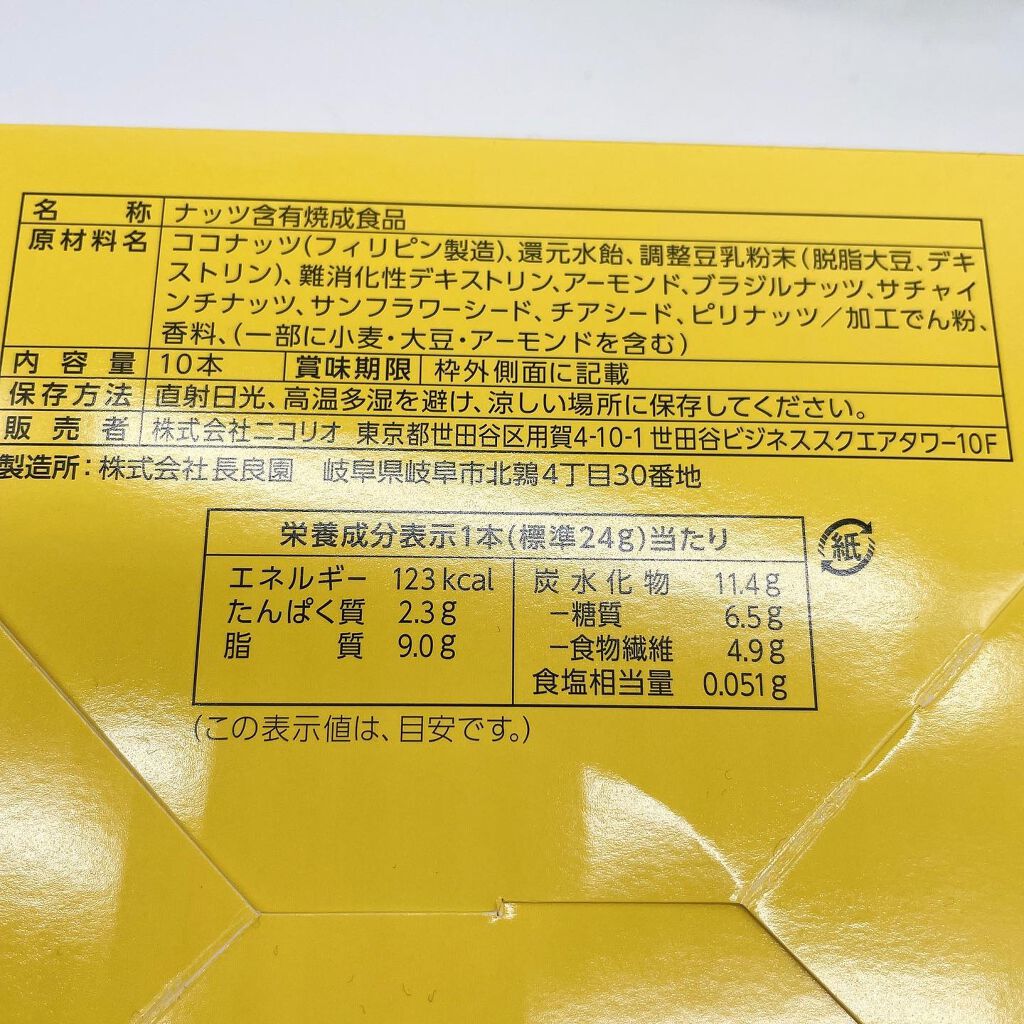 名称 ナッツ含有焼成食品
原材料名 ココナッツ(フィリピン製造)、還元水飴、調整豆乳粉末(脱脂大豆、デキ
ストリン)、難消化性デキストリン、アーモンド、ブラジルナッツ、サチャイ
ンチナッツ、サンフラワーシード、チアシード、ピリナッツ/加工でん粉、
香料、(一部に小麦・大豆・アーモンドを含む)
内容量 10本 賞味期限 枠外側面に記載
保存方法 直射日光、高温多湿を避け、涼しい場所に保存してください。
販売者 株式会社ニコリオ 東京都世田谷区用賀4-10-1 世田谷ビジネススクエアタワー10F
製造所:株式会社長良園 岐阜県岐阜市北鶉4丁目30番地
栄養成分表示1本(標準24g)当たり
エネルギー 123kcal
たんぱく質 2.3g
脂質 9.0g
炭水化物 11.4g
−糖質 6.5g
−食物繊維 4.9g
食塩相当量 0.051g
紙
(この表示値は、目安です。)